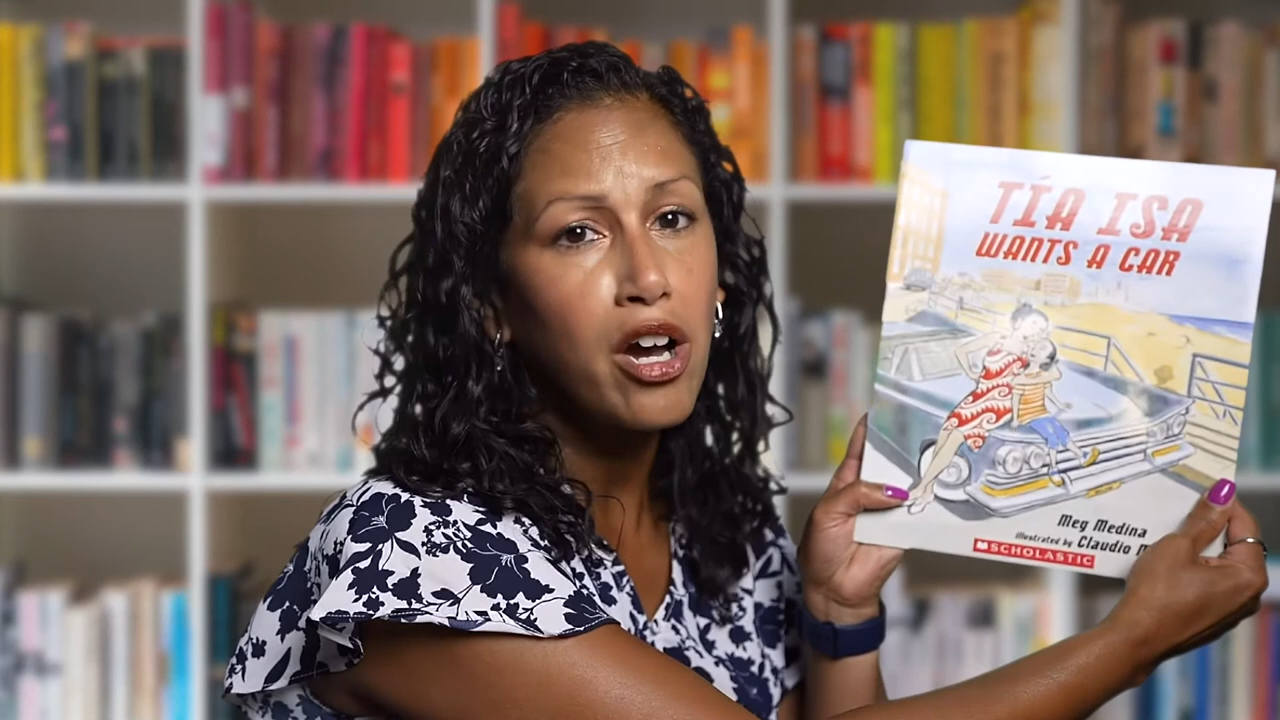 TÍA ISA
WANTS A CAR
Meg Medina
illustrated by Claudio
SCHOLASTIC